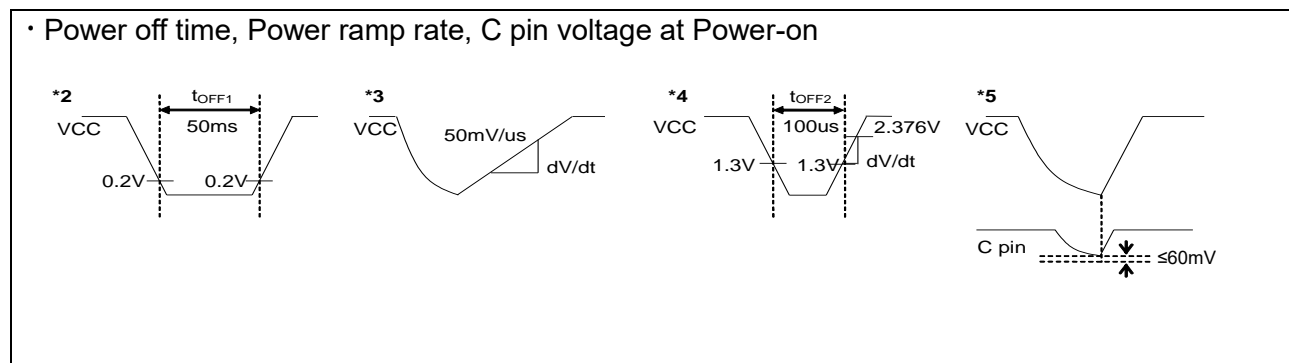 ・Power off time, Power ramp rate, C pin voltage at Power-on
*2
tOFF1
VCC
50ms
0.2V
0.2V
*3
VCC
50mV/us
dV/dt
*4
tOFF2
VCC
100us
2.376V
1.3V
1.3V
dV/dt
*5
VCC
C pin
≤60mV